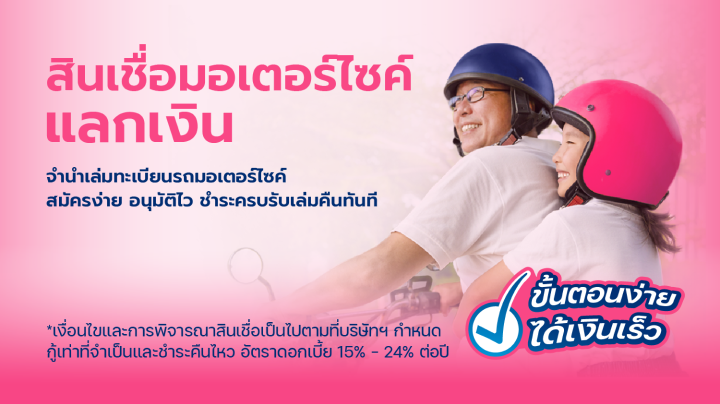 สินเชื่อมอเตอร์ไซค์
แลกเงิน
จำนำเล่มทะเบียนรถมอเตอร์ไซค์
สมัครง่าย อนุมัติไว ชำระครบรับเล่มคืนทันที
ขั้นตอนง่าย
ได้เงินเร็ว
*เงื่อนไขและการพิจารณาสินเชื่อเป็นไปตามที่บริษัทฯ กำหนด
กู้เท่าที่จำเป็นและชำระคืนไหว อัตราดอกเบี้ย 15% - 24% ต่อปี